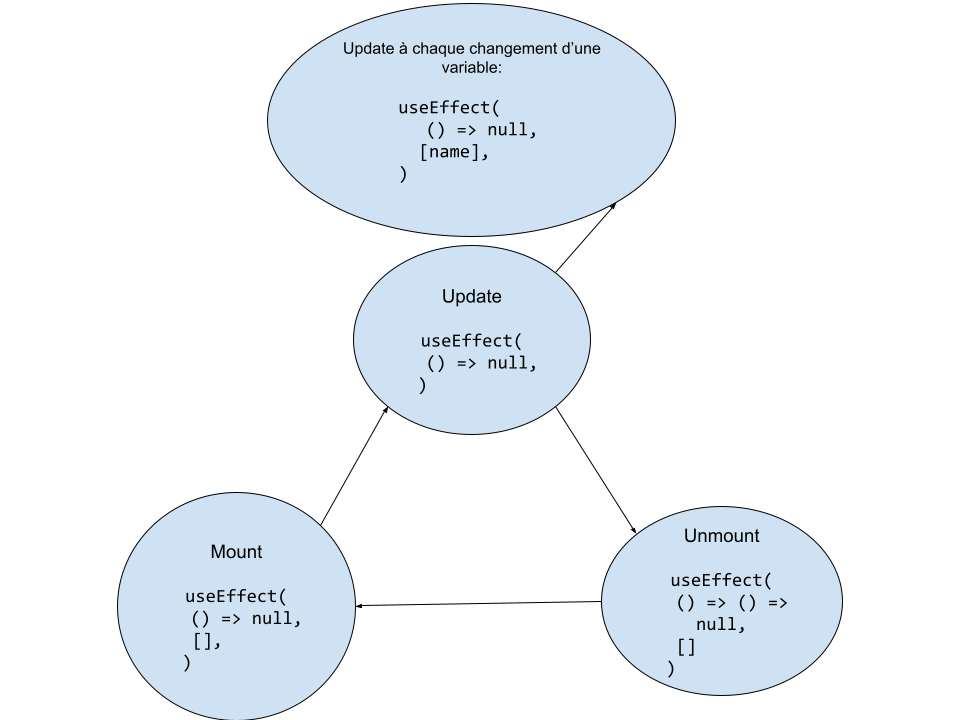 Update à chaque changement d'une
variable:
useEffect(
() => null,
[name],
)
Update
useEffect(
() => null,
)
Mount
useEffect(
() => null,
[],
)
Unmount
useEffect(
() => () =>
null,
[]
)